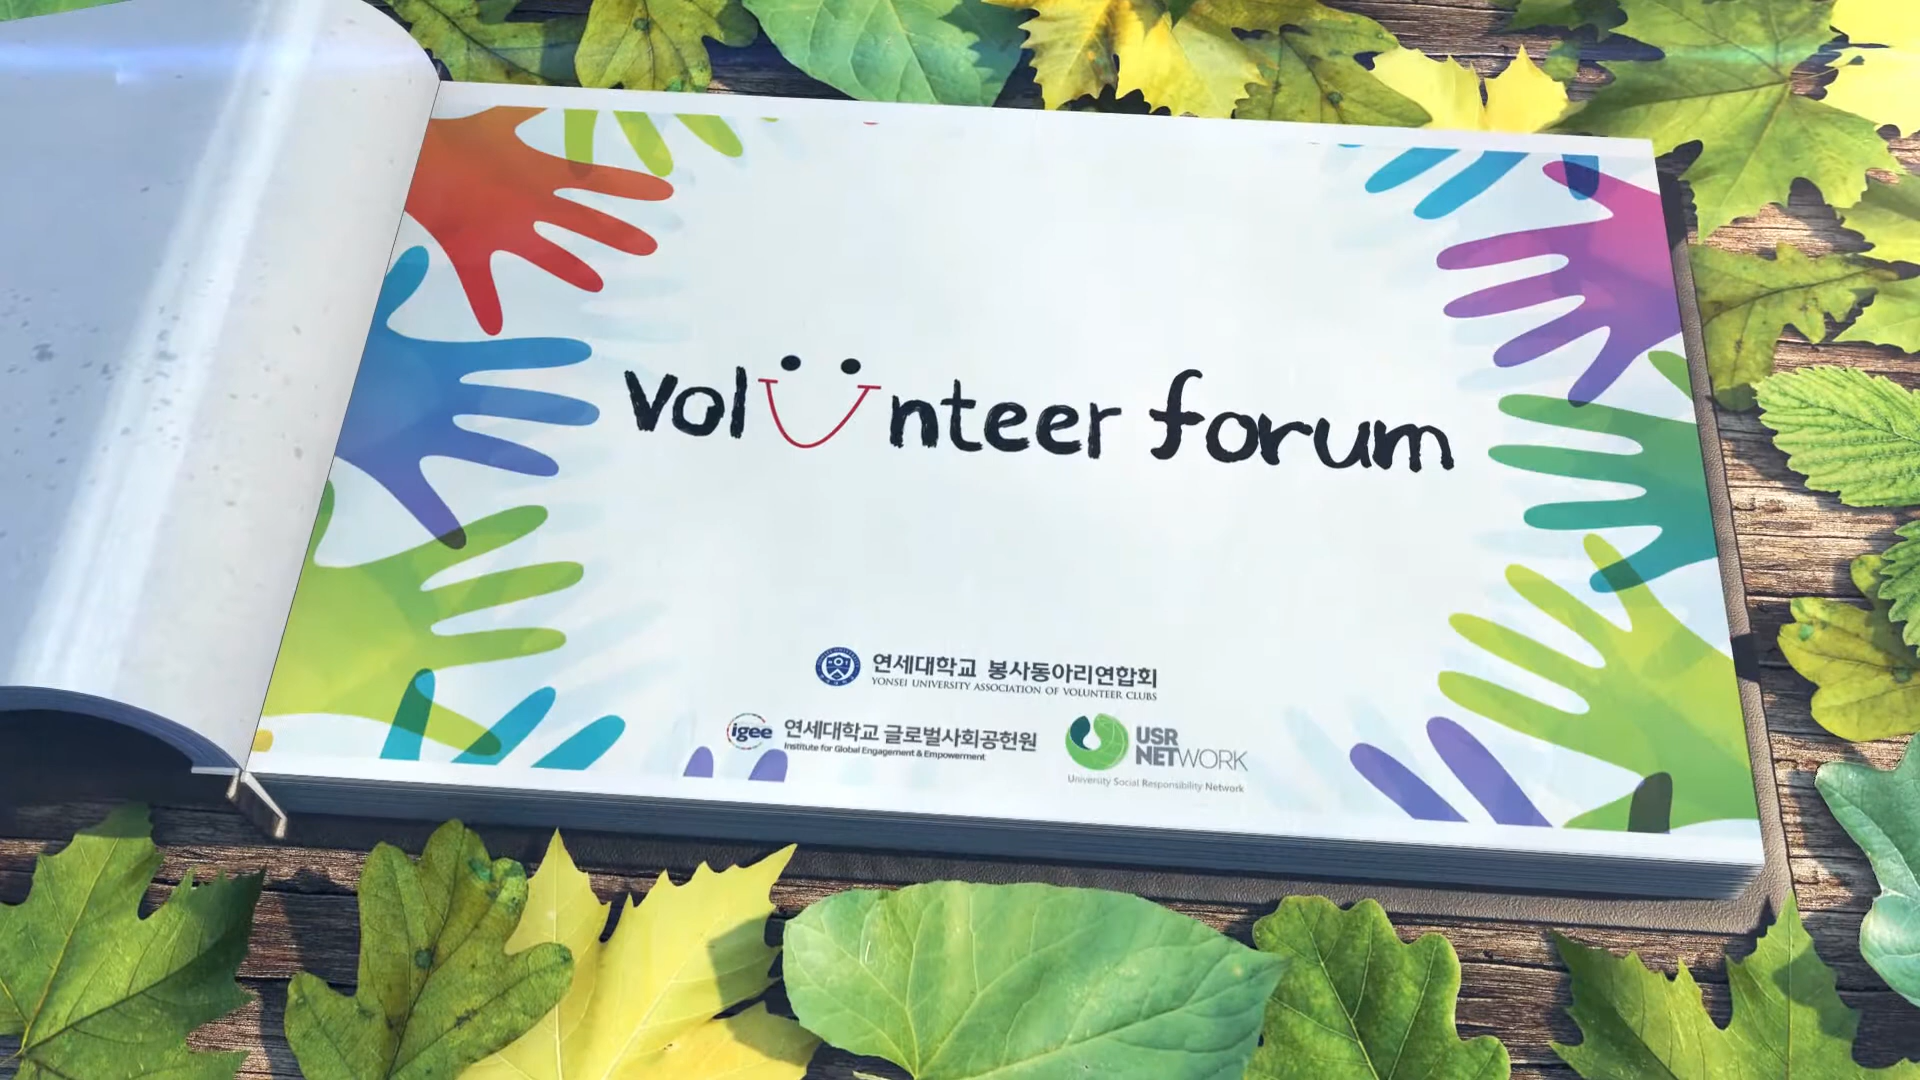 volunteer forum
연세대학교 봉사동아리연합회
YONSEI UNIVERSITY ASSOCIATION OF VOLUNTEER CLUBS
igee 연세대학교 글로벌사회공헌원
Institute for Global Engagement & Empowerment
USR
NETWORK
University Social Responsibility Network